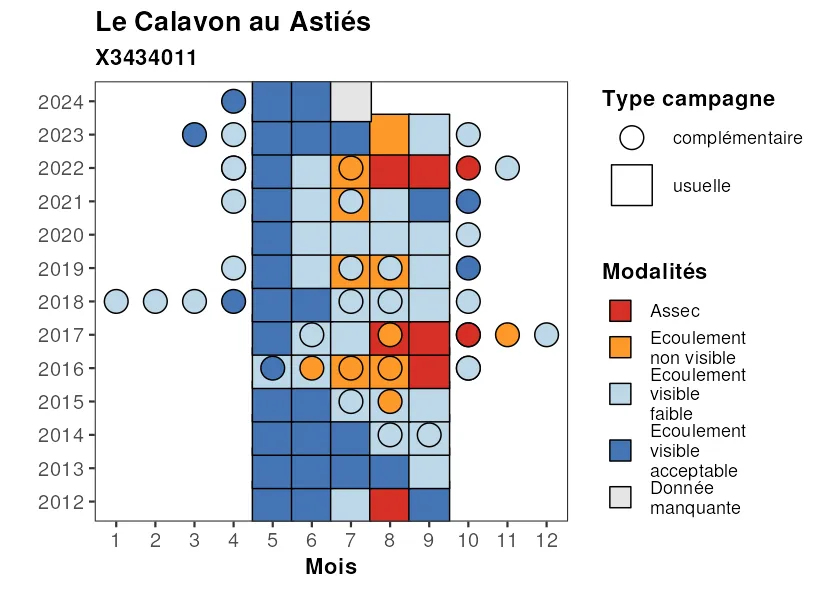 Le Calavon au Astiés
X3434011
2024
2023
2022
2021
2020
2019
2018
2017
2016
2015
2014
2013
2012
1 2 3 4 5 6 7 8 9 10 11 12
Mois
Type campagne
complémentaire
usuelle
Modalités
Assec
Ecoulement
non visible
Ecoulement
visible
faible
Ecoulement
visible
acceptable
Donnée
manquante